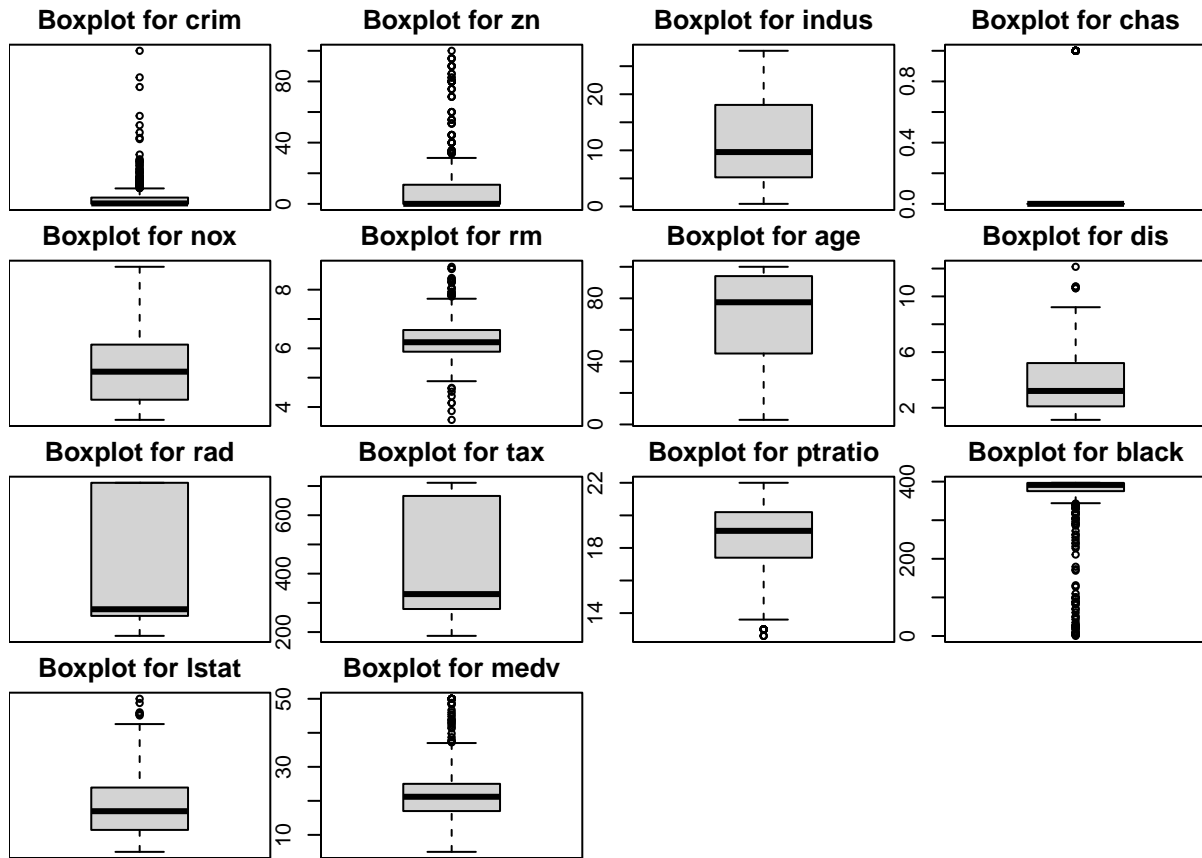 Boxplot for crim
Boxplot for zn
Boxplot for indus
Boxplot for chas
0 40 80
0 10 20
0.0 0.4 0.8
Boxplot for nox
Boxplot for rm
Boxplot for age
Boxplot for dis
4 6 8
0 40 80
2 6 10
Boxplot for rad
Boxplot for tax
Boxplot for ptratio
Boxplot for black
200 400 600
14 18 22
0 200 400
Boxplot for lstat
Boxplot for medv
10 30 50